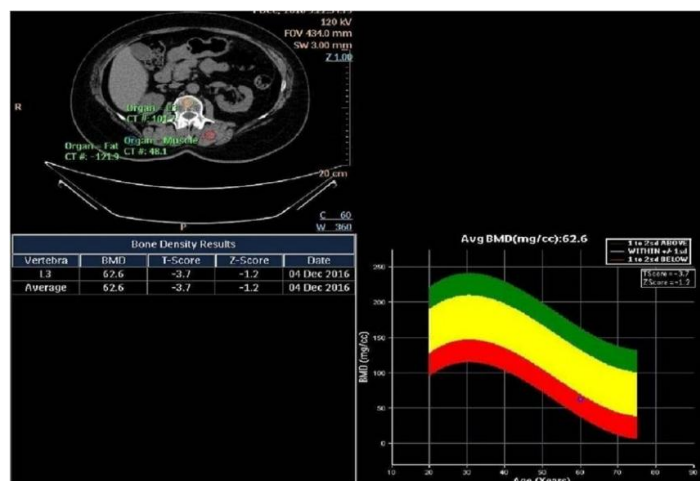 120 kV
FOV 434.0 mm
SW 3.00 mm
Z 1.00
R
Organ - Fat
CT #: -121.9
Organ - Muscle
CT #: 48.1
20 cm
P
C 60
W 360
Bone Density Results
Vertebra BMD T-Score Z-Score Date
L3 62.6 -3.7 -1.2 04 Dec 2016
Average 62.6 -3.7 -1.2 04 Dec 2016
Avg BMD(mg/cc):62.6
1 to 2sd ABOVE
WITHIN +/- 1sd
1 to 2sd BELOW
TScore = -3.7
ZScore = -1.2
BMD (mg/cc)
250
200
150
100
50
0
10 20 30 40 50 60 70 80 90
Age (Years)